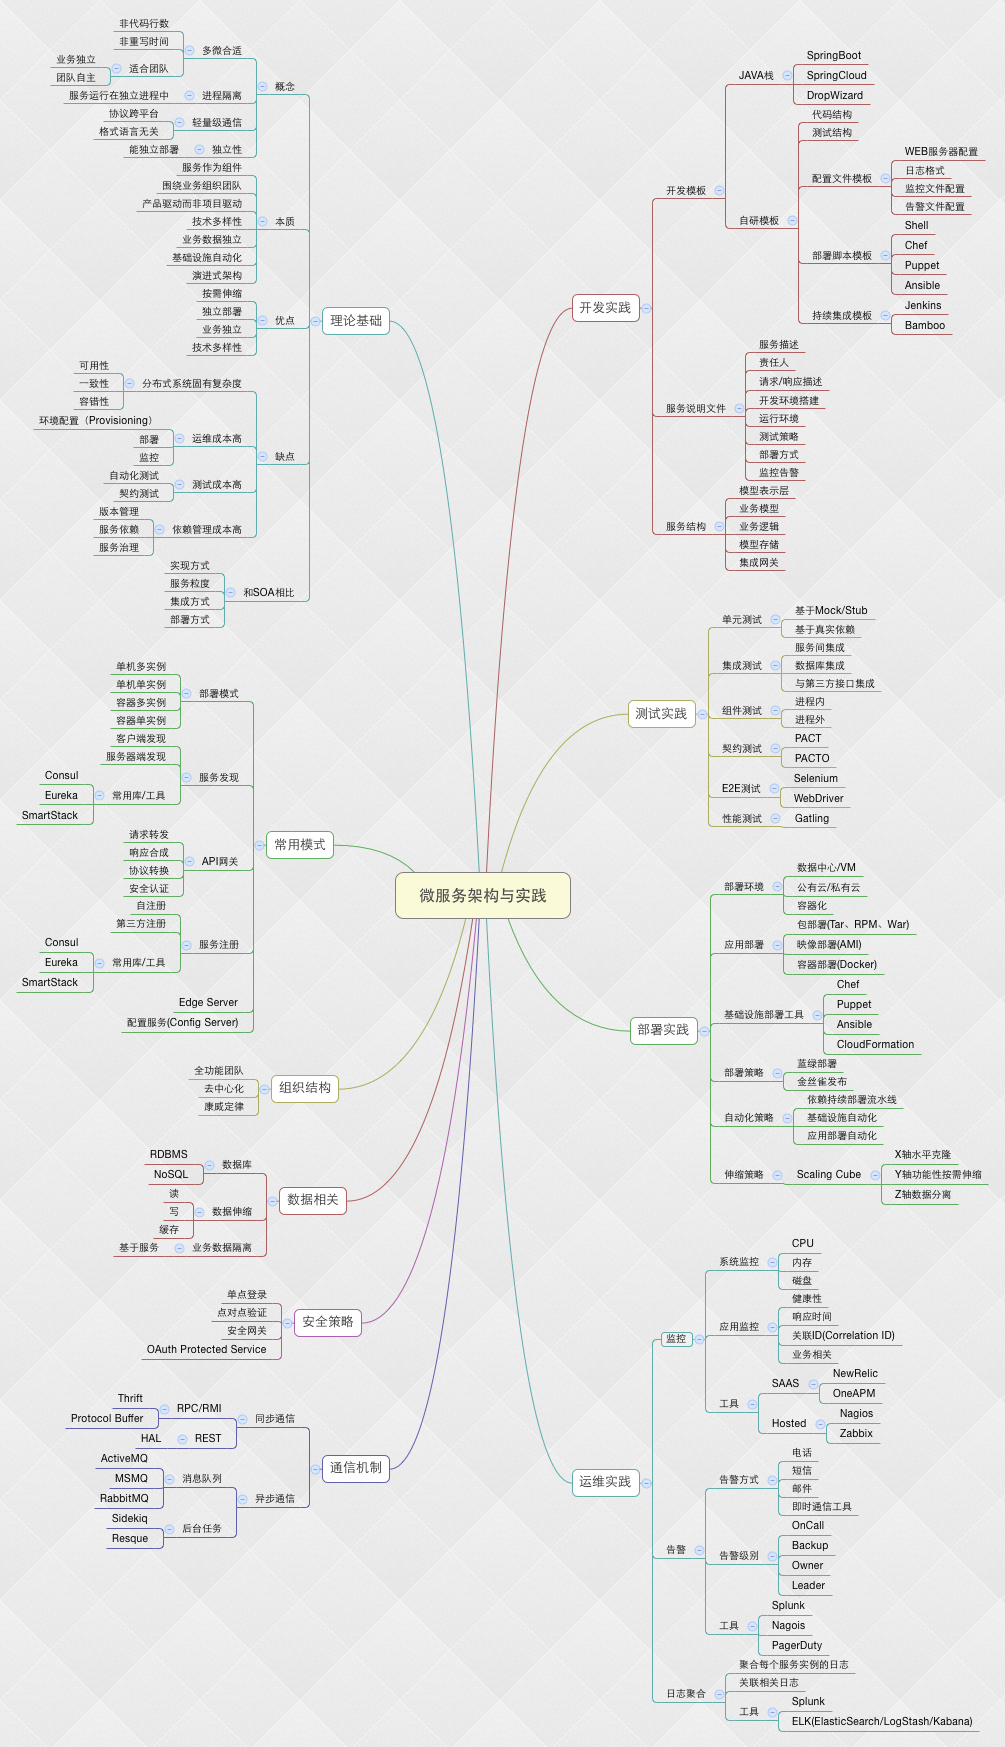 微服务架构与实践
理论基础
概念
多微合适
非代码行数
非重写时间
适合团队
业务独立
团队自主
进程隔离
服务运行在独立进程中
轻量级通信
协议跨平台
格式语言无关
独立性
能独立部署
本质
服务作为组件
围绕业务组织团队
产品驱动而非项目驱动
技术多样性
业务数据独立
基础设施自动化
演进式架构
优点
按需伸缩
独立部署
业务独立
技术多样性
缺点
分布式系统固有复杂度
可用性
一致性
容错性
运维成本高
环境配置（Provisioning）
部署
监控
测试成本高
自动化测试
契约测试
依赖管理成本高
版本管理
服务依赖
服务治理
和SOA相比
实现方式
服务粒度
集成方式
部署方式
常用模式
部署模式
单机多实例
单机单实例
容器多实例
容器单实例
服务发现
客户端发现
服务器端发现
常用库/工具
Consul
Eureka
SmartStack
API网关
请求转发
响应合成
协议转换
安全认证
服务注册
自注册
第三方注册
常用库/工具
Consul
Eureka
SmartStack
Edge Server
配置服务(Config Server)
组织结构
全功能团队
去中心化
康威定律
数据相关
数据库
RDBMS
NoSQL
数据伸缩
读
写
缓存
业务数据隔离
基于服务
安全策略
单点登录
点对点验证
安全网关
OAuth Protected Service
通信机制
同步通信
RPC/RMI
Thrift
Protocol Buffer
REST
HAL
异步通信
消息队列
ActiveMQ
MSMQ
RabbitMQ
后台任务
Sidekiq
Resque
开发实践
开发模板
JAVA栈
SpringBoot
SpringCloud
DropWizard
自研模板
代码结构
测试结构
配置文件模板
WEB服务器配置
日志格式
监控文件配置
告警文件配置
部署脚本模板
Shell
Chef
Puppet
Ansible
持续集成模板
Jenkins
Bamboo
服务说明文件
服务描述
责任人
请求/响应描述
开发环境搭建
运行环境
测试策略
部署方式
监控告警
服务结构
模型表示层
业务模型
业务逻辑
模型存储
集成网关
测试实践
单元测试
基于Mock/Stub
基于真实依赖
集成测试
服务间集成
数据库集成
与第三方接口集成
组件测试
进程内
进程外
契约测试
PACT
PACTO
E2E测试
Selenium
WebDriver
性能测试
Gatling
部署实践
部署环境
数据中心/VM
公有云/私有云
容器化
应用部署
包部署(Tar、RPM、War)
映像部署(AMI)
容器部署(Docker)
基础设施部署工具
Chef
Puppet
Ansible
CloudFormation
部署策略
蓝绿部署
金丝雀发布
自动化策略
依赖持续部署流水线
基础设施自动化
应用部署自动化
伸缩策略
Scaling Cube
X轴水平克隆
Y轴功能性按需伸缩
Z轴数据分离
运维实践
监控
系统监控
CPU
内存
磁盘
应用监控
健康性
响应时间
关联ID(Correlation ID)
业务相关
工具
SAAS
NewRelic
OneAPM
Hosted
Nagios
Zabbix
告警
告警方式
电话
短信
邮件
即时通信工具
告警级别
OnCall
Backup
Owner
Leader
工具
Splunk
Nagois
PagerDuty
日志聚合
聚合每个服务实例的日志
关联相关日志
工具
Splunk
ELK(ElasticSearch/LogStash/Kabana)